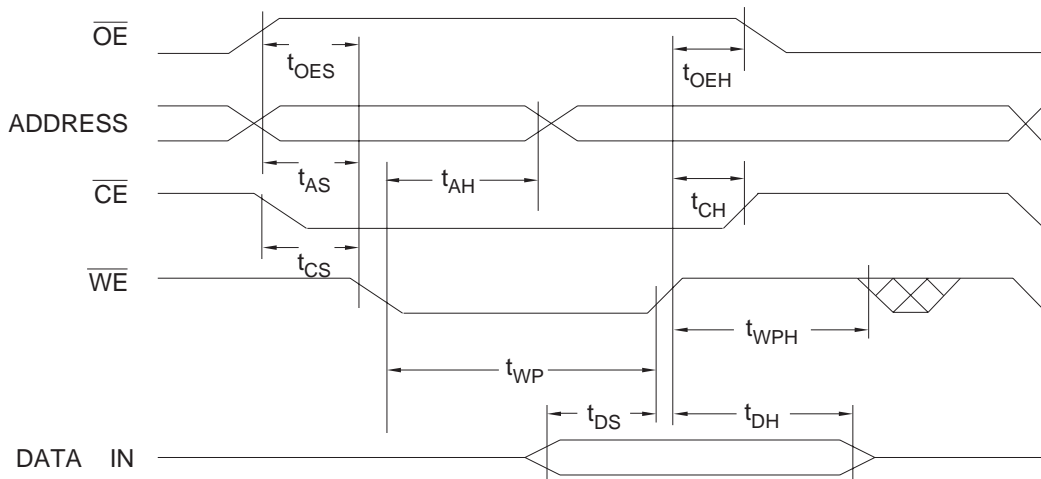 OE
tOES
tOEH
ADDRESS
tAS
tAH
CE
tCH
tCS
WE
tWPH
tWP
tDS
tDH
DATA IN